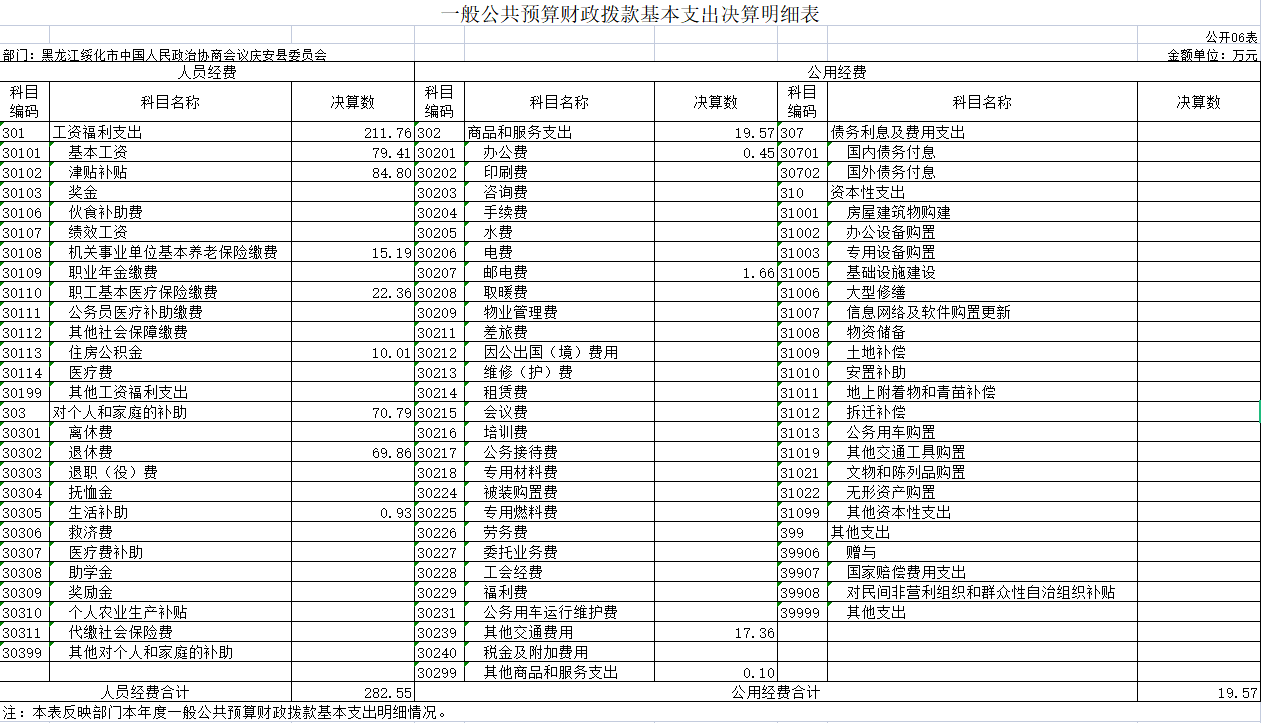 一般公共预算财政拨款基本支出决算明细表
公开06表
部门：黑龙江绥化市中国人民政治协商会议庆安县委员会 金额单位：万元
人员经费 公用经费
科目编码 科目名称 决算数 科目编码 科目名称 决算数 科目编码 科目名称 决算数
301 工资福利支出 211.76 302 商品和服务支出 19.57 307 债务利息及费用支出
30101 基本工资 79.41 30201 办公费 0.45 30701 国内债务付息
30102 津贴补贴 84.80 30202 印刷费 30702 国外债务付息
30103 奖金 30203 咨询费 310 资本性支出
30106 伙食补助费 30204 手续费 31001 房屋建筑物购建
30107 绩效工资 30205 水费 31002 办公设备购置
30108 机关事业单位基本养老保险缴费 15.19 30206 电费 31003 专用设备购置
30109 职业年金缴费 30207 邮电费 1.66 31005 基础设施建设
30110 职工基本医疗保险缴费 22.36 30208 取暖费 31006 大型修缮
30111 公务员医疗补助缴费 30209 物业管理费 31007 信息网络及软件购置更新
30112 其他社会保障缴费 30211 差旅费 31008 物资储备
30113 住房公积金 10.01 30212 因公出国（境）费用 31009 土地补偿
30114 医疗费 30213 维修（护）费 31010 安置补助
30199 其他工资福利支出 30214 租赁费 31011 地上附着物和青苗补偿
303 对个人和家庭的补助 70.79 30215 会议费 31012 拆迁补偿
30301 离休费 30216 培训费 31013 公务用车购置
30302 退休费 69.86 30217 公务接待费 31019 其他交通工具购置
30303 退职（役）费 30218 专用材料费 31021 文物和陈列品购置
30304 抚恤金 30224 被装购置费 31022 无形资产购置
30305 生活补助 0.93 30225 专用燃料费 31099 其他资本性支出
30306 救济费 30226 劳务费 399 其他支出
30307 医疗费补助 30227 委托业务费 39906 赠与
30308 助学金 30228 工会经费 39907 国家赔偿费用支出
30309 奖励金 30229 福利费 39908 对民间非营利组织和群众性自治组织补贴
30310 个人农业生产补贴 30231 公务用车运行维护费 39999 其他支出
30311 代缴社会保险费 30239 其他交通费用 17.36
30399 其他对个人和家庭的补助 30240 税金及附加费用
30299 其他商品和服务支出 0.10
人员经费合计 282.55 公用经费合计 19.57
注：本表反映部门本年度一般公共预算财政拨款基本支出明细情况。